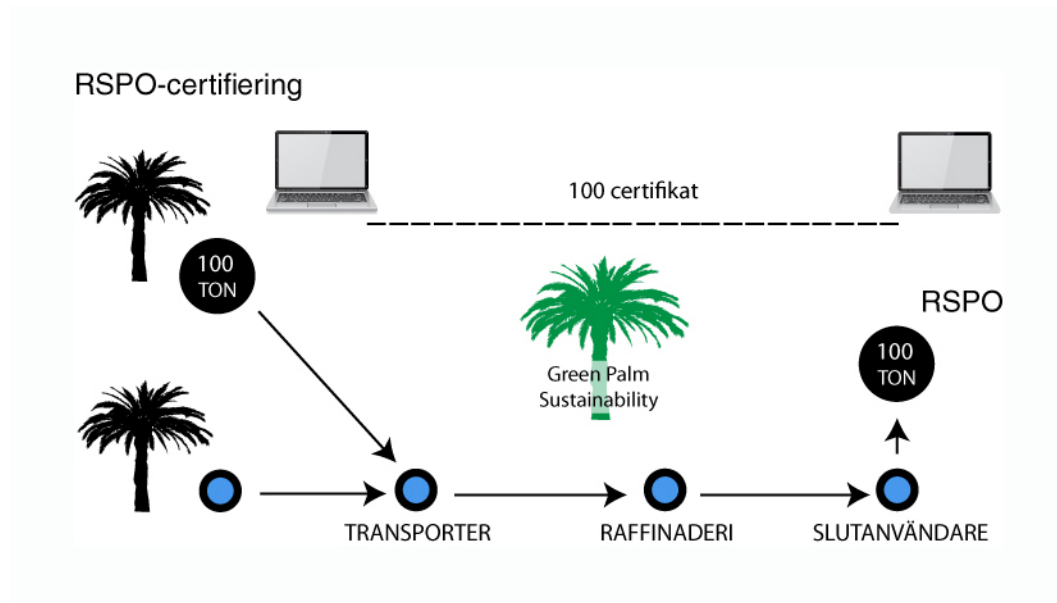 RSPO-certifiering
100 certifikat
100
TON
RSPO
100
TON
Green Palm
Sustainability
TRANSPORTER
RAFFINADERI
SLUTANVÄNDARE